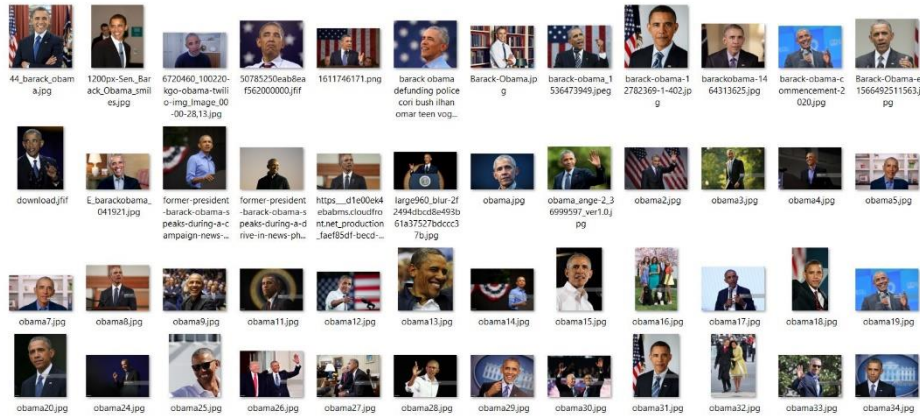 44_barack_obam
a.jpg
1200px-Sen._Bar
ack_Obama_smil
es.jpg
6720460_100220-
kgo-obama-twili
o-img_Image_00
-00-28,13.jpg
50785250eab8ea
f562000000.jfif
1611746171.png
barack obama
defunding police
cori bush ilhan
omar teen vog...
Barack-Obama.jp
g
barack-obama_1
536473949.jpeg
barack-obama-1
2782369-1-402.jp
g
barackobama-14
64313625.jpg
barack-obama-c
ommencement-2
020.jpg
Barack-Obama-e
1566492511563.j
pg
download.jfif
E_barackobama_
041921.jpg
former-president
-barack-obama-s
peaks-during-a-c
ampaign-news-...
former-president
-barack-obama-s
peaks-during-a-d
rive-in-news-ph...
https___d1e00ek4
ebabms.cloudfro
nt.net_production
_faef85df-becd-...
large960_blur-2f
2494dbcd8e493b
61a37527bdccc3
7b.jpg
obama.jpg
obama_ange-2_3
6999597_ver1.0.j
pg
obama2.jpg
obama3.jpg
obama4.jpg
obama5.jpg
obama7.jpg
obama8.jpg
obama9.jpg
obama11.jpg
obama12.jpg
obama13.jpg
obama14.jpg
obama15.jpg
obama16.jpg
obama17.jpg
obama18.jpg
obama19.jpg
obama20.jpg
obama24.jpg
obama25.jpg
obama26.jpg
obama27.jpg
obama28.jpg
obama29.jpg
obama30.jpg
obama31.jpg
obama32.jpg
obama33.jpg
obama34.jpg